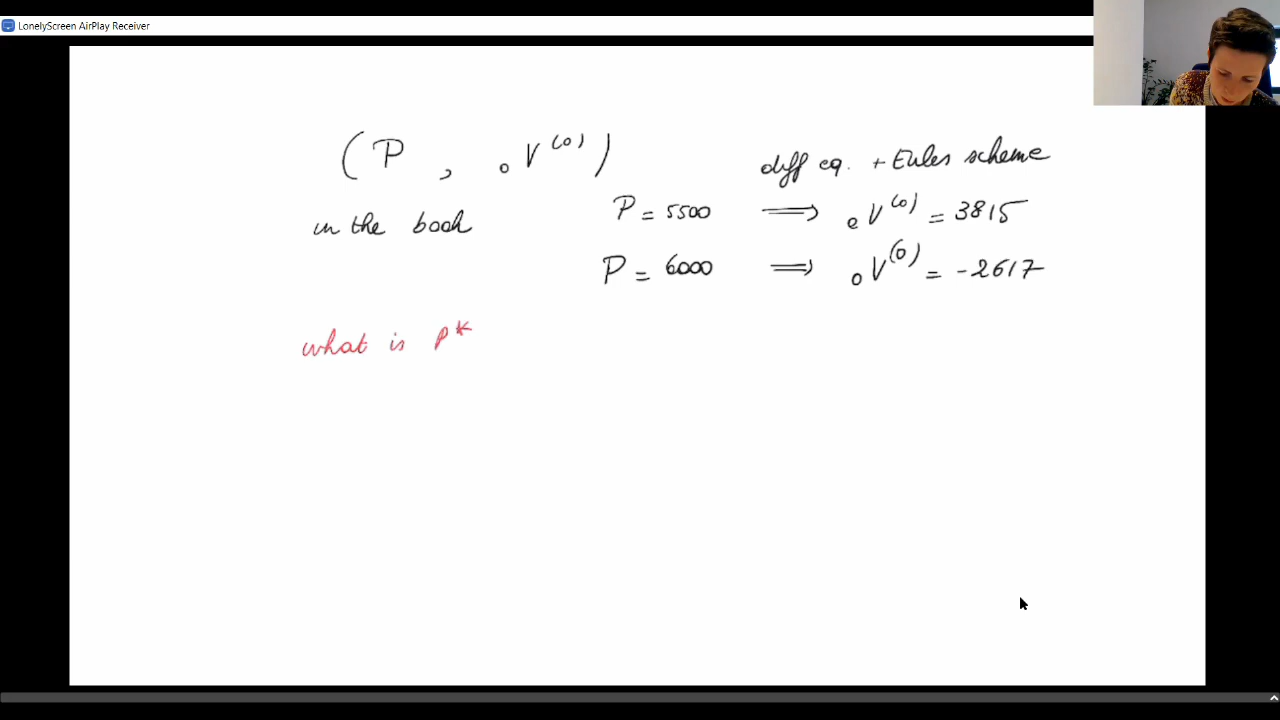 LonelyScreen AirPlay Receiver
(P, ₀V⁽⁰⁾) diff eq. + Euler scheme
in the book P = 5500 ⟹ ₀V⁽⁰⁾ = 3815
P = 6000 ⟹ ₀V⁽⁰⁾ = -2617
what is P*